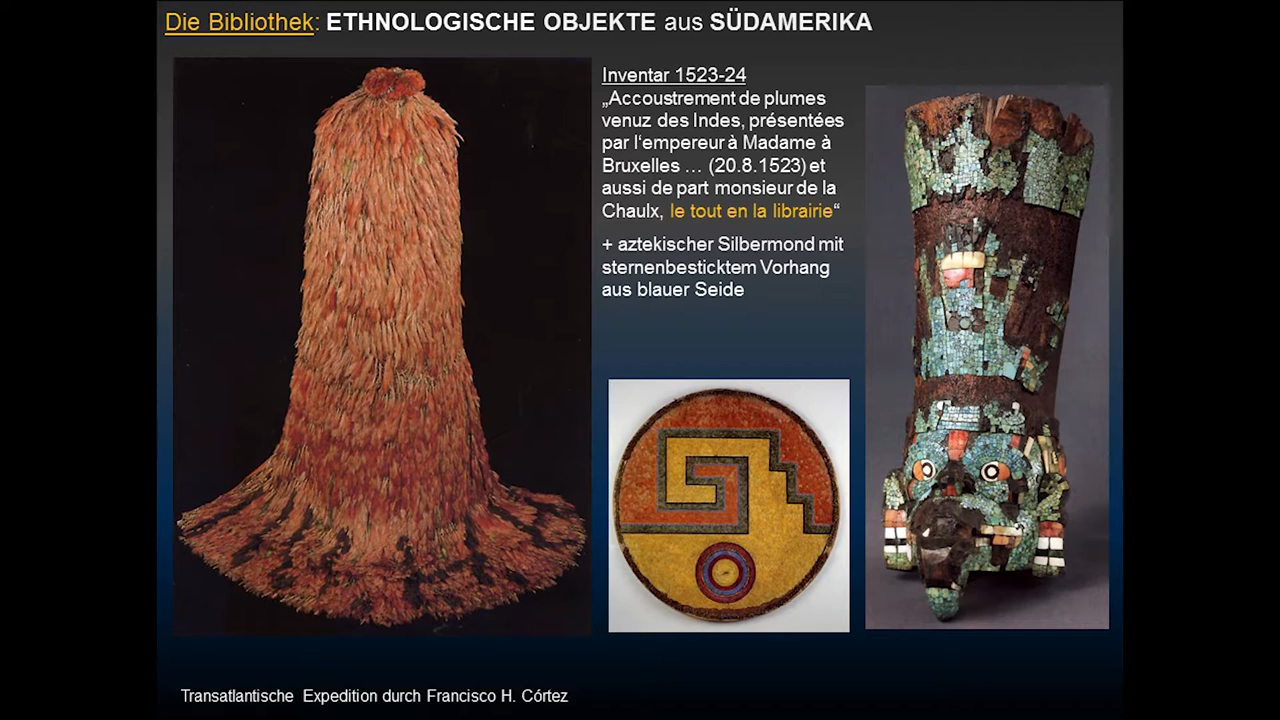 Die Bibliothek: ETHNOLOGISCHE OBJEKTE aus SÜDAMERIKA
Inventar 1523-24
„Accoustrement de plumes
venuz des Indes, présentées
par l‘empereur à Madame à
Bruxelles … (20.8.1523) et
aussi de part monsieur de la
Chaulx, le tout en la librairie“
+ aztekischer Silbermond mit
sternenbesticktem Vorhang
aus blauer Seide
Transatlantische Expedition durch Francisco H. Córtez